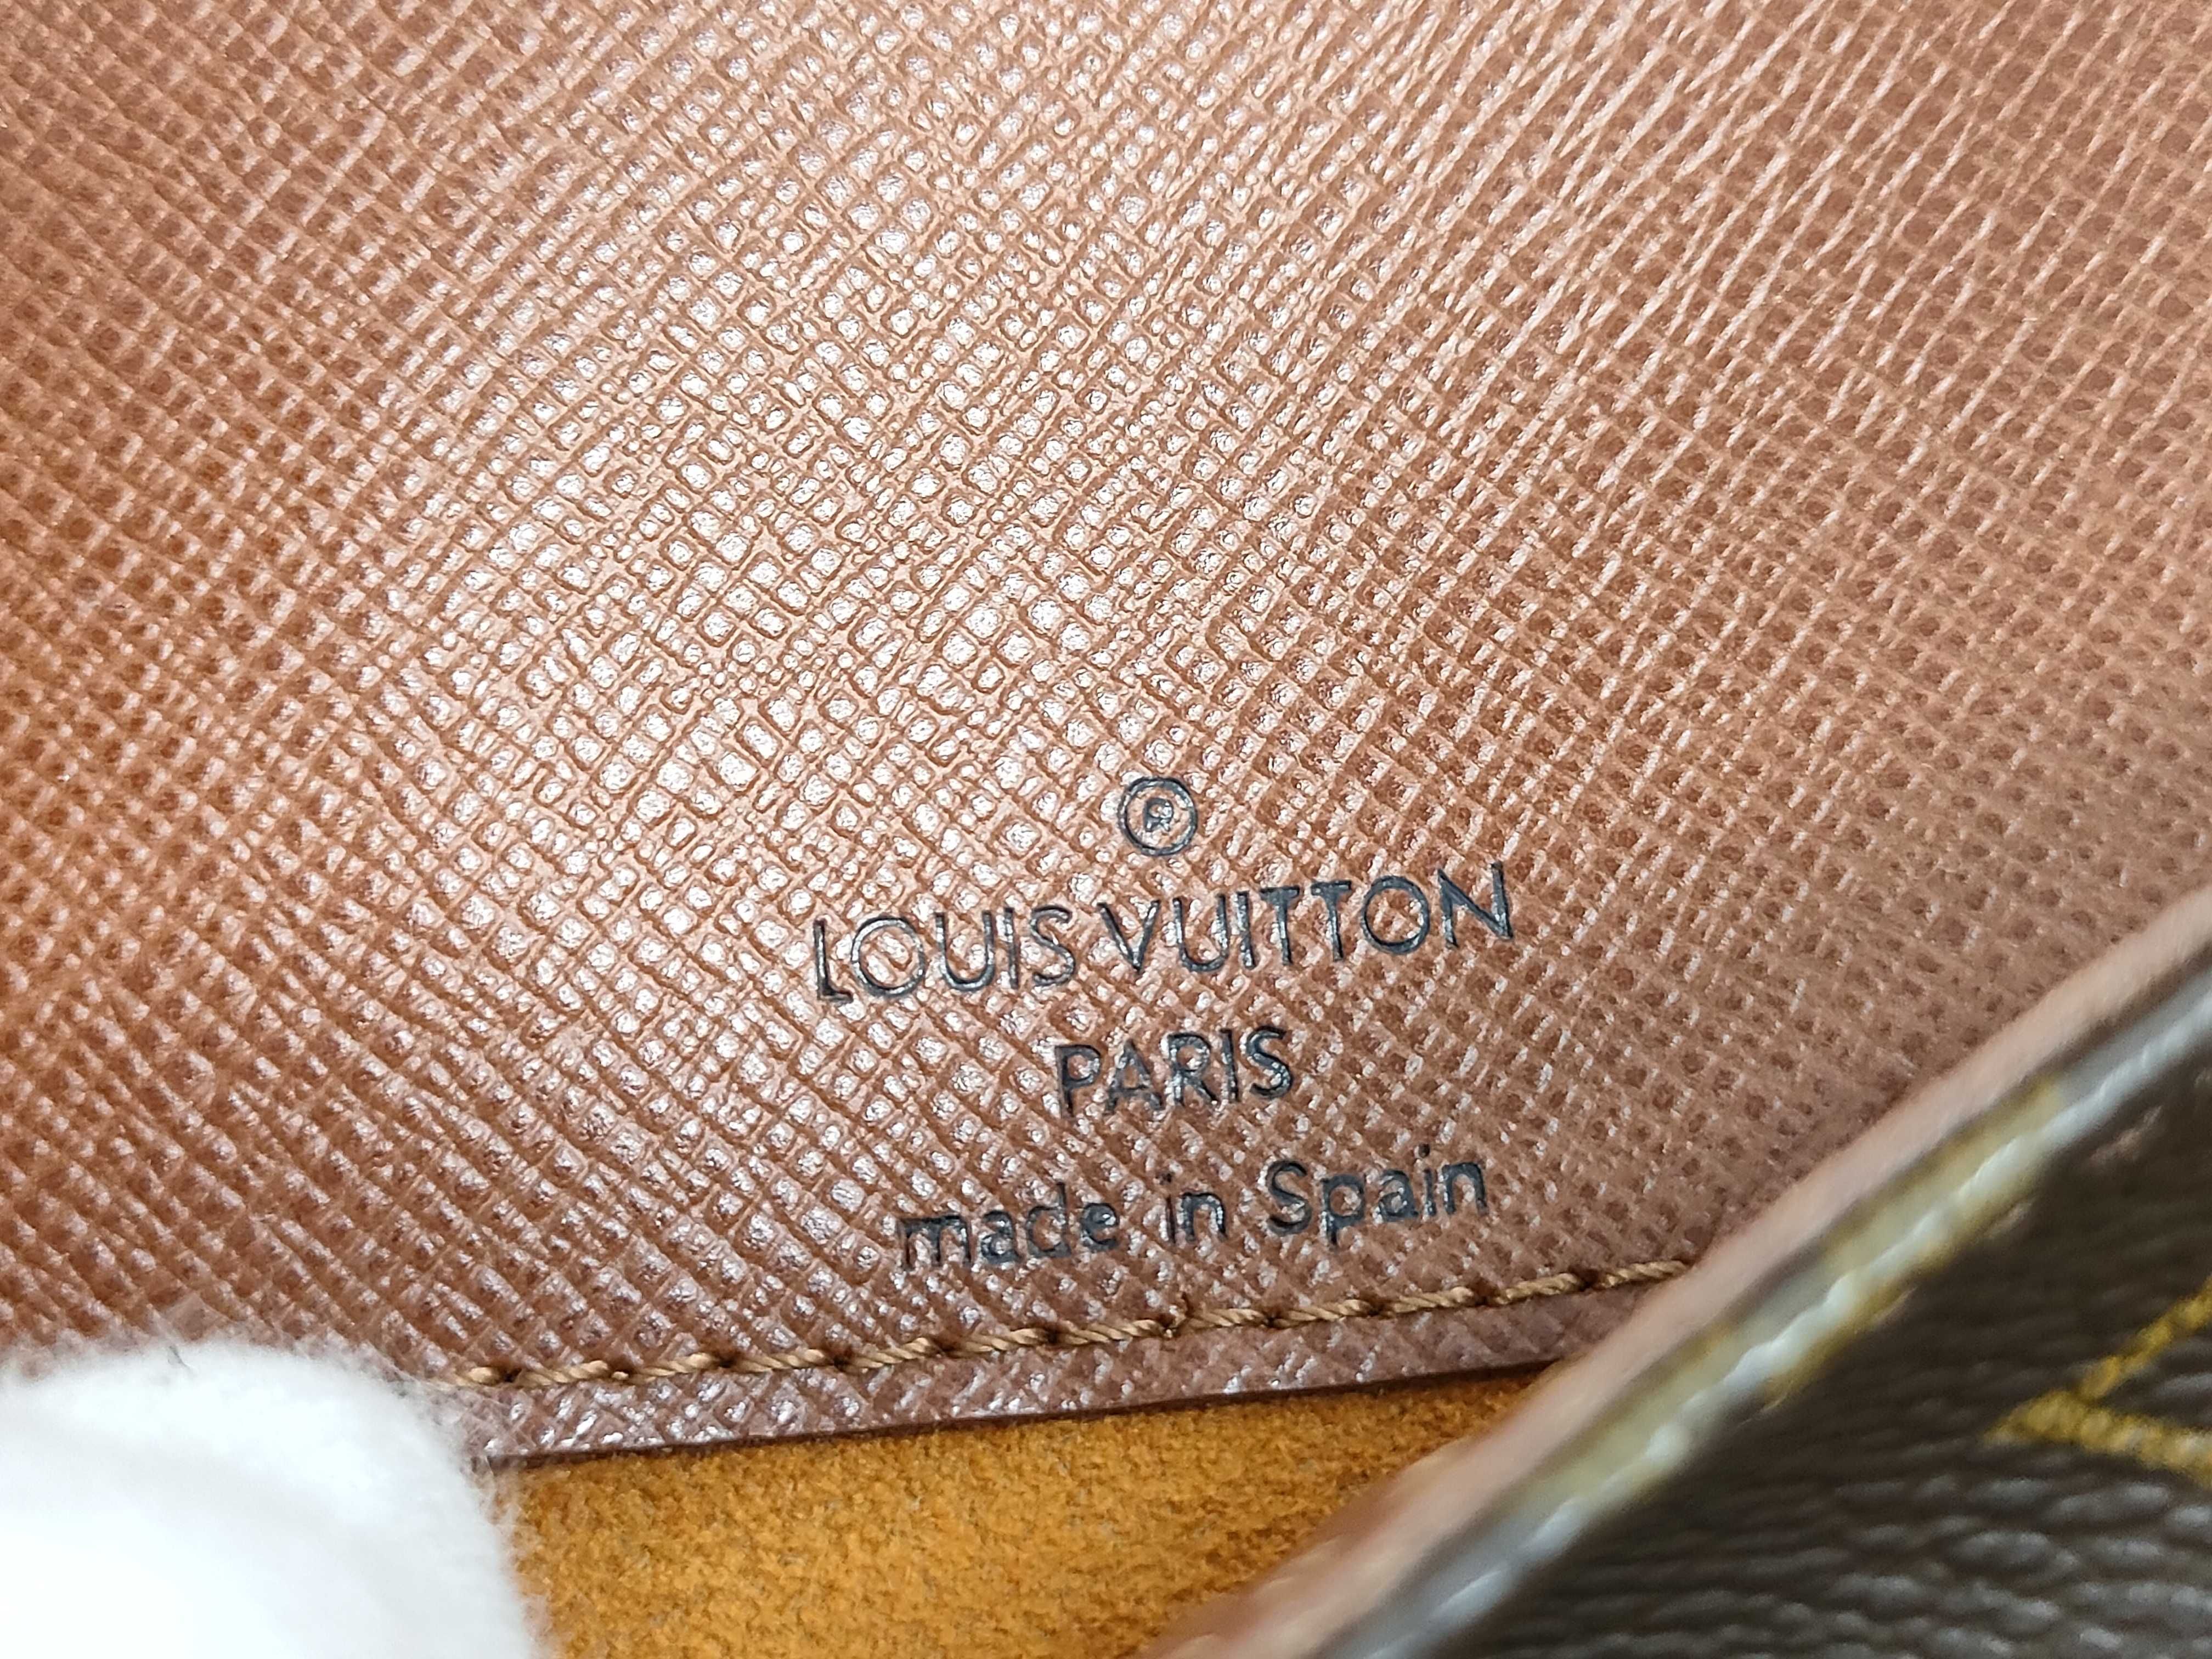 ®
LOUIS VUITTON
PARIS
made in Spain